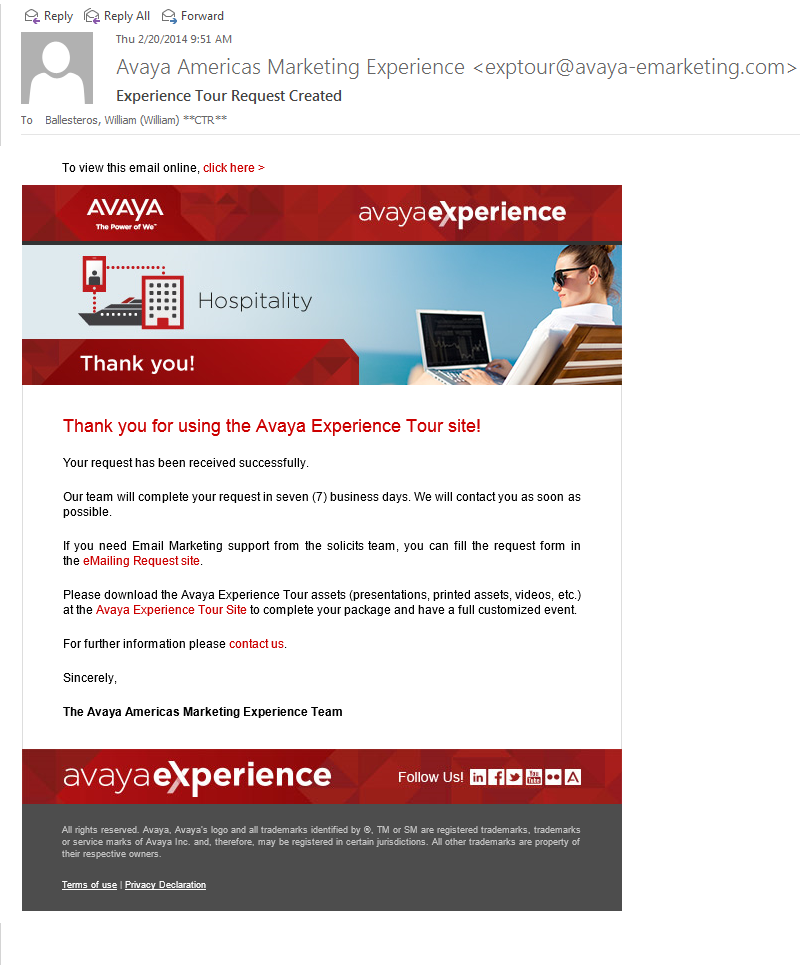 Reply Reply All Forward
Thu 2/20/2014 9:51 AM
Avaya Americas Marketing Experience <exptour@avaya-emarketing.com>
Experience Tour Request Created
To Ballesteros, William (William) **CTR**
To view this email online, click here >
AVAYA
The Power of We™
avayaexperience
Hospitality
Thank you!
Thank you for using the Avaya Experience Tour site!
Your request has been received successfully.
Our team will complete your request in seven (7) business days. We will contact you as soon as
possible.
If you need Email Marketing support from the solicits team, you can fill the request form in
the eMailing Request site.
Please download the Avaya Experience Tour assets (presentations, printed assets, videos, etc.)
at the Avaya Experience Tour Site to complete your package and have a full customized event.
For further information please contact us.
Sincerely,
The Avaya Americas Marketing Experience Team
avayaexperience
Follow Us! in f You Tube A
All rights reserved. Avaya, Avaya's logo and all trademarks identified by ®, TM or SM are registered trademarks, trademarks
or service marks of Avaya Inc. and, therefore, may be registered in certain jurisdictions. All other trademarks are property of
their respective owners.
Terms of use | Privacy Declaration